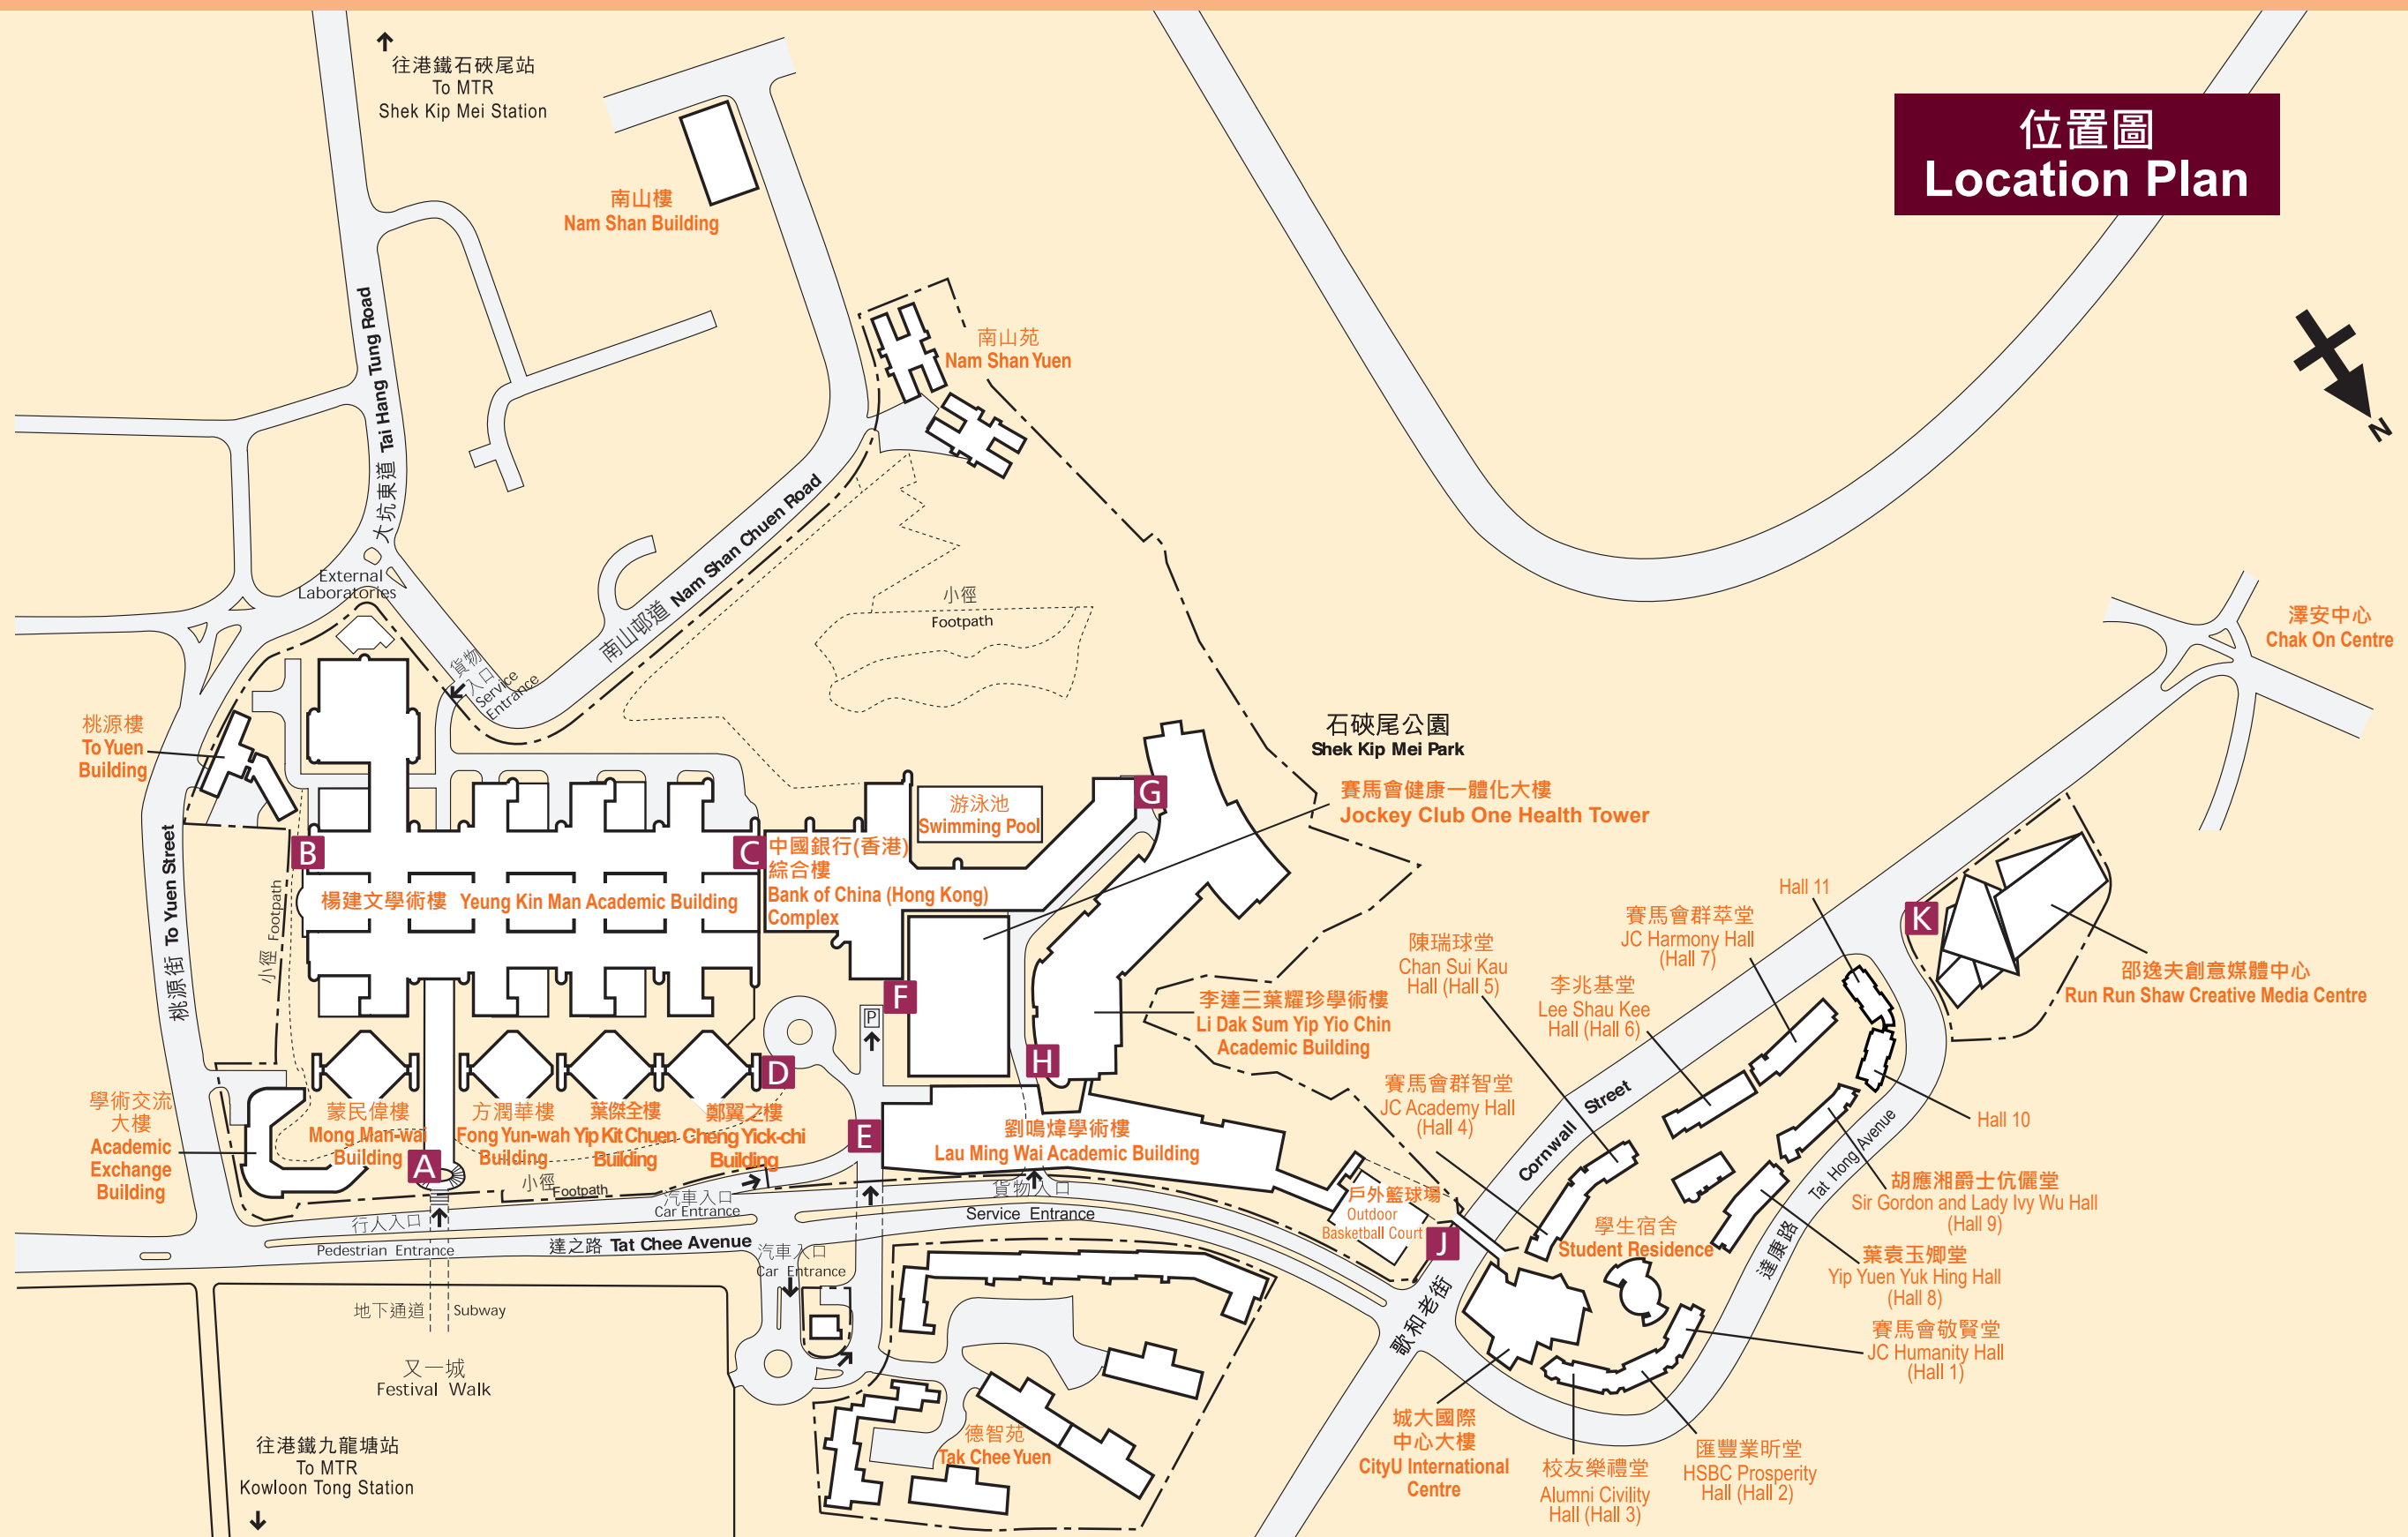 位置圖
Location Plan
往港鐵石硤尾站
To MTR
Shek Kip Mei Station
南山樓
Nam Shan Building
大坑東道 Tai Hang Tung Road
南山苑
Nam Shan Yuen
南山邨道 Nam Shan Chuen Road
External
Laboratories
貨物
入口
Service
Entrance
小徑
Footpath
澤安中心
Chak On Centre
N
桃源樓
To Yuen
Building
石硤尾公園
Shek Kip Mei Park
賽馬會健康一體化大樓
Jockey Club One Health Tower
游泳池
Swimming Pool
G
B
C
中國銀行(香港)
綜合樓
Bank of China (Hong Kong)
Complex
楊建文學術樓 Yeung Kin Man Academic Building
桃源街 To Yuen Street
小徑 Footpath
F
P
H
李達三葉耀珍學術樓
Li Dak Sum Yip Yio Chin
Academic Building
Hall 11
賽馬會群萃堂
JC Harmony Hall
(Hall 7)
陳瑞球堂
Chan Sui Kau
Hall (Hall 5)
李兆基堂
Lee Shau Kee
Hall (Hall 6)
賽馬會群智堂
JC Academy Hall
(Hall 4)
K
邵逸夫創意媒體中心
Run Run Shaw Creative Media Centre
學術交流
大樓
Academic
Exchange
Building
蒙民偉樓
Mong Man-wai
Building
A
方潤華樓
Fong Yun-wah
Building
葉傑全樓
Yip Kit Chuen
Building
鄭翼之樓
Cheng Yick-chi
Building
D
E
劉鳴煒學術樓
Lau Ming Wai Academic Building
小徑
Footpath
汽車入口
Car Entrance
貨物入口
Service Entrance
行人入口
Pedestrian Entrance
達之路 Tat Chee Avenue
汽車入口
Car Entrance
戶外籃球場
Outdoor
Basketball Court
J
歌和老街
Cornwall Street
學生宿舍
Student Residence
Hall 10
胡應湘爵士伉儷堂
Sir Gordon and Lady Ivy Wu Hall
(Hall 9)
達康路
Tat Hong Avenue
葉袁玉卿堂
Yip Yuen Yuk Hing Hall
(Hall 8)
賽馬會敬賢堂
JC Humanity Hall
(Hall 1)
地下通道
Subway
又一城
Festival Walk
往港鐵九龍塘站
To MTR
Kowloon Tong Station
德智苑
Tak Chee Yuen
城大國際
中心大樓
CityU International
Centre
校友樂禮堂
Alumni Civility
Hall (Hall 3)
匯豐業昕堂
HSBC Prosperity
Hall (Hall 2)